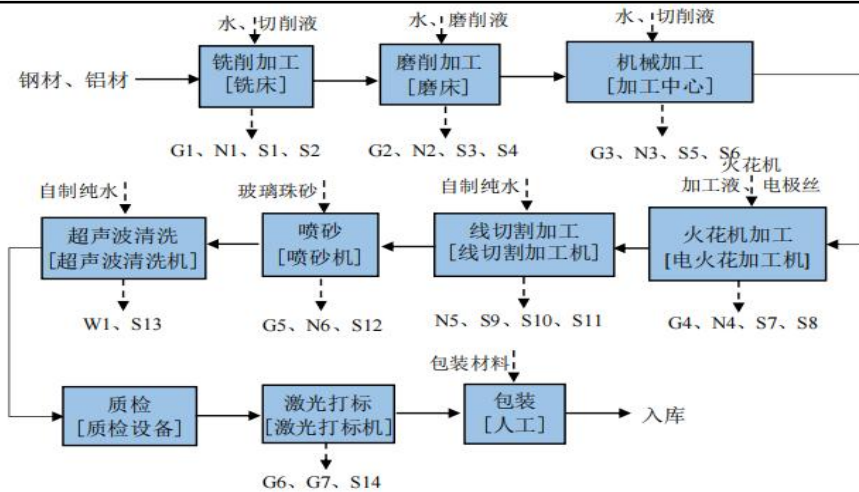 水、切削液
水、磨削液
水、切削液
钢材、铝材
铣削加工
[铣床]
磨削加工
[磨床]
机械加工
[加工中心]
G1、N1、S1、S2
G2、N2、S3、S4
G3、N3、S5、S6
火花机
加工液、电极丝
自制纯水
玻璃珠砂
自制纯水
超声波清洗
[超声波清洗机]
喷砂
[喷砂机]
线切割加工
[线切割加工机]
火花机加工
[电火花加工机]
W1、S13
G5、N6、S12
N5、S9、S10、S11
G4、N4、S7、S8
包装材料
质检
[质检设备]
激光打标
[激光打标机]
包装
[人工]
入库
G6、G7、S14